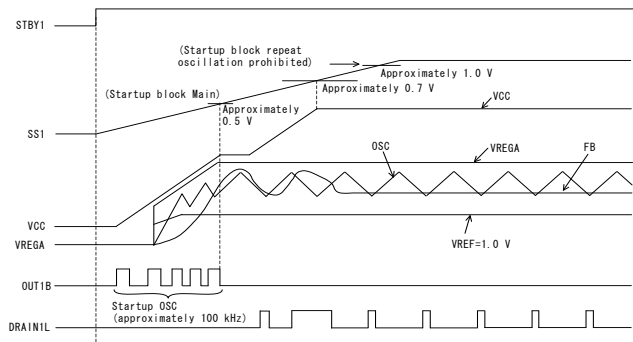 STBY1
(Startup block repeat
oscillation prohibited)
Approximately 1.0 V
Approximately 0.7 V
(Startup block Main)
Approximately
0.5 V
VCC
SS1
OSC
VREGA
FB
VCC
VREGA
VREF=1.0 V
OUT1B
Startup OSC
(approximately 100 kHz)
DRAIN1L